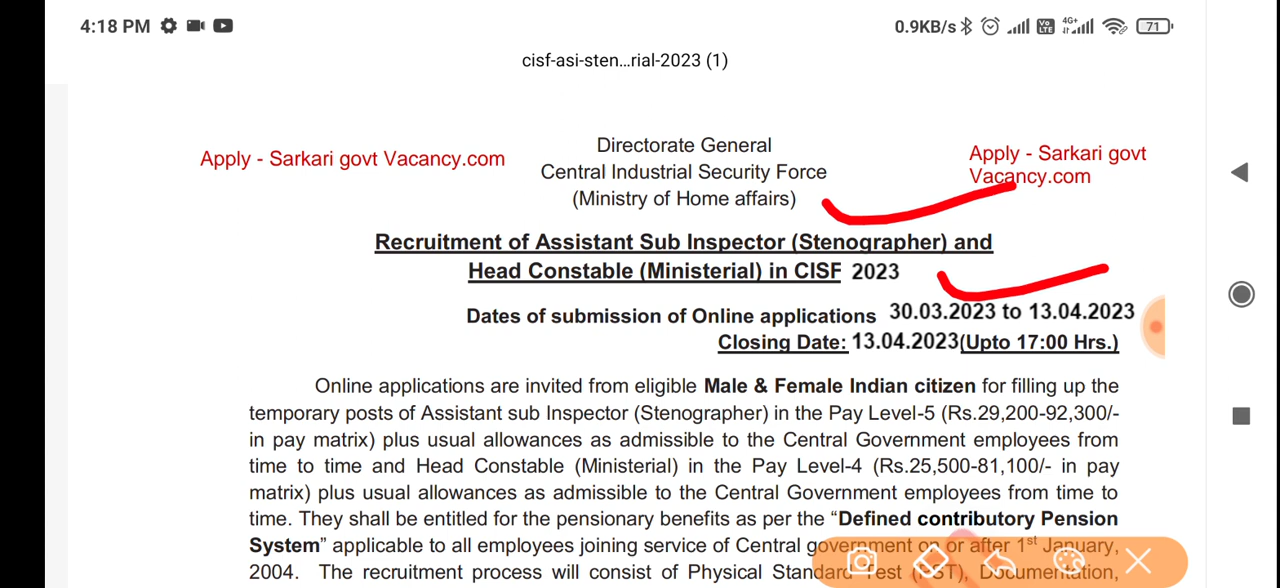 4:18 PM
0.9KB/s Vo LTE 4G+ 71
cisf-asi-sten...rial-2023 (1)
Apply - Sarkari govt Vacancy.com
Directorate General
Central Industrial Security Force
(Ministry of Home affairs)
Apply - Sarkari govt
Vacancy.com
Recruitment of Assistant Sub Inspector (Stenographer) and
Head Constable (Ministerial) in CISF 2023
Dates of submission of Online applications 30.03.2023 to 13.04.2023
Closing Date: 13.04.2023(Upto 17:00 Hrs.)
Online applications are invited from eligible Male & Female Indian citizen for filling up the
temporary posts of Assistant sub Inspector (Stenographer) in the Pay Level-5 (Rs.29,200-92,300/-
in pay matrix) plus usual allowances as admissible to the Central Government employees from
time to time and Head Constable (Ministerial) in the Pay Level-4 (Rs.25,500-81,100/- in pay
matrix) plus usual allowances as admissible to the Central Government employees from time to
time. They shall be entitled for the pensionary benefits as per the “Defined contributory Pension
System” applicable to all employees joining service of Central government on or after 1st January,
2004. The recruitment process will consist of Physical Standard Test (PST), Documentation,